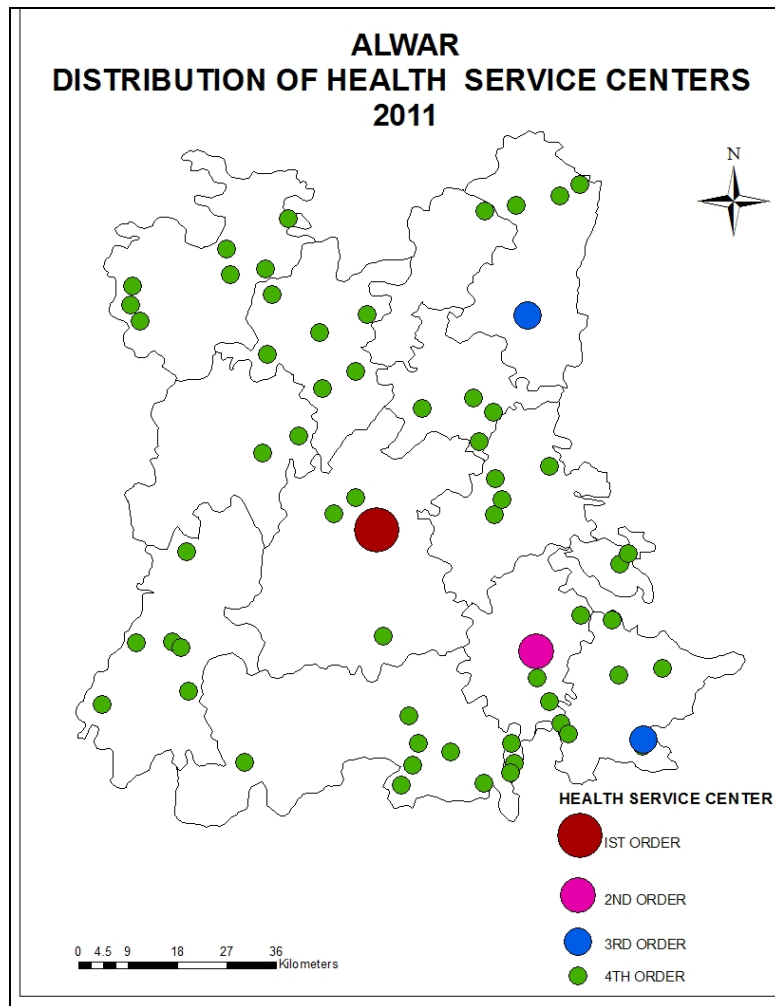 ALWAR
DISTRIBUTION OF HEALTH SERVICE CENTERS
2011
N
HEALTH SERVICE CENTER
IST ORDER
2ND ORDER
3RD ORDER
4TH ORDER
0 4.5 9 18 27 36
Kilometers